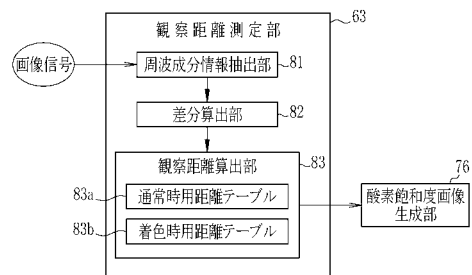 観察距離測定部
63
画像信号
周波成分情報抽出部
81
差分算出部
82
観察距離算出部
83
83a
通常時用距離テーブル
83b
着色時用距離テーブル
76
酸素飽和度画像
生成部